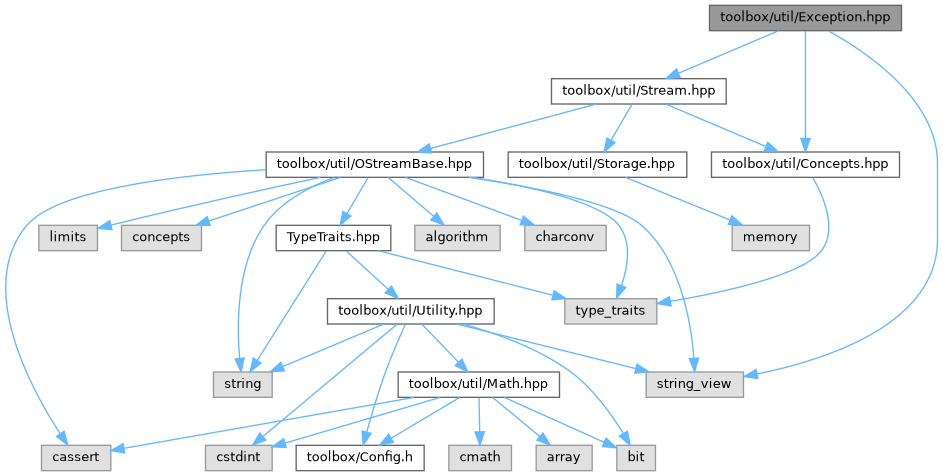 toolbox/util/Exception.hpp
toolbox/util/Stream.hpp
toolbox/util/OStreamBase.hpp
toolbox/util/Storage.hpp
toolbox/util/Concepts.hpp
limits
concepts
TypeTraits.hpp
algorithm
charconv
memory
toolbox/util/Utility.hpp
type_traits
string
toolbox/util/Math.hpp
string_view
cassert
cstdint
toolbox/Config.h
cmath
array
bit